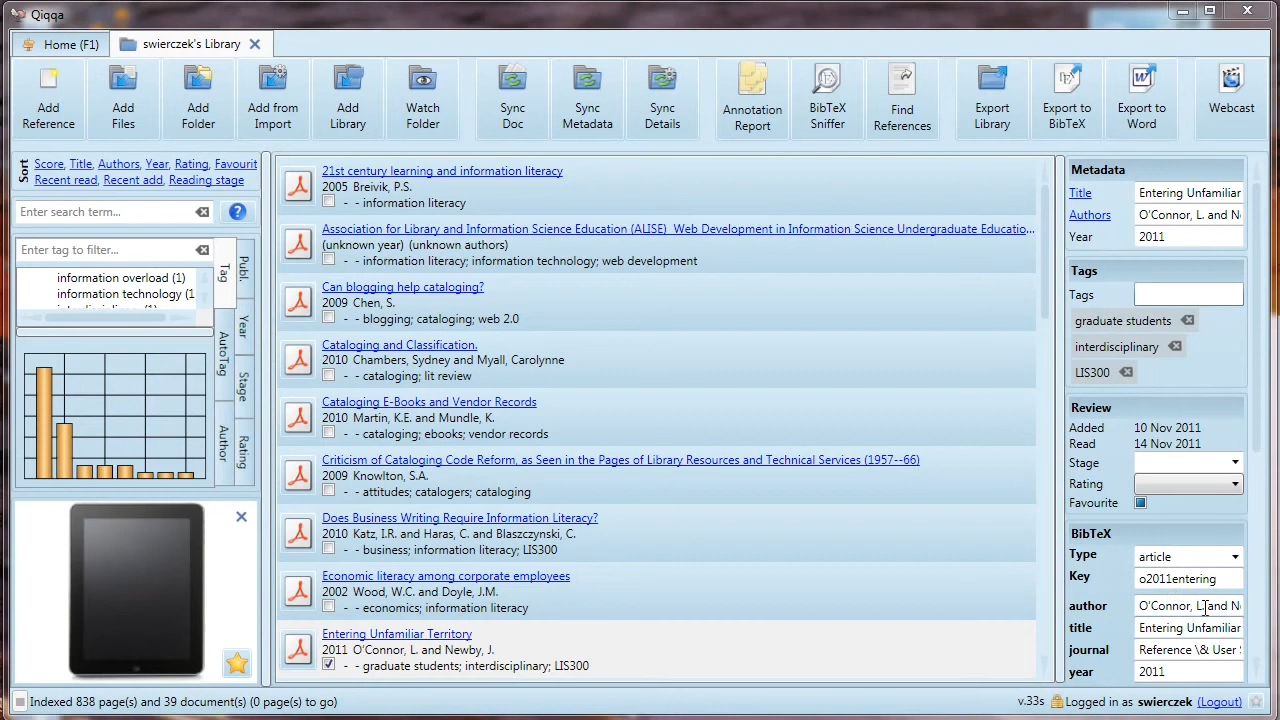 Qiqqa
Home (F1)
swierczek's Library
Add Reference
Add Files
Add Folder
Add from Import
Add Library
Watch Folder
Sync Doc
Sync Metadata
Sync Details
Annotation Report
BibTeX Sniffer
Find References
Export Library
Export to BibTeX
Export to Word
Webcast
Sort
Score, Title, Authors, Year, Rating, Favourit
Recent read, Recent add, Reading stage
Enter search term...
?
Enter tag to filter...
information overload (1)
information technology (1
Tag
AutoTag
Author
Publ.
Year
Stage
Rating
21st century learning and information literacy
2005 Breivik, P.S.
- - information literacy
Association for Library and Information Science Education (ALISE) Web Development in Information Science Undergraduate Educatio...
(unknown year) (unknown authors)
- - information literacy; information technology; web development
Can blogging help cataloging?
2009 Chen, S.
- - blogging; cataloging; web 2.0
Cataloging and Classification.
2010 Chambers, Sydney and Myall, Carolynne
- - cataloging; lit review
Cataloging E-Books and Vendor Records
2010 Martin, K.E. and Mundle, K.
- - cataloging; ebooks; vendor records
Criticism of Cataloging Code Reform, as Seen in the Pages of Library Resources and Technical Services (1957--66)
2009 Knowlton, S.A.
- - attitudes; catalogers; cataloging
Does Business Writing Require Information Literacy?
2010 Katz, I.R. and Haras, C. and Blaszczynski, C.
- - business; information literacy; LIS300
Economic literacy among corporate employees
2002 Wood, W.C. and Doyle, J.M.
- - economics; information literacy
Entering Unfamiliar Territory
2011 O'Connor, L. and Newby, J.
- - graduate students; interdisciplinary; LIS300
Metadata
Title Entering Unfamiliar
Authors O'Connor, L. and N
Year 2011
Tags
Tags
graduate students
interdisciplinary
LIS300
Review
Added 10 Nov 2011
Read 14 Nov 2011
Stage
Rating
Favourite
BibTeX
Type article
Key o2011entering
author O'Connor, L. and N
title Entering Unfamiliar
journal Reference \& User
year 2011
Indexed 838 page(s) and 39 document(s) (0 page(s) to go)
v.33s
Logged in as swierczek (Logout)